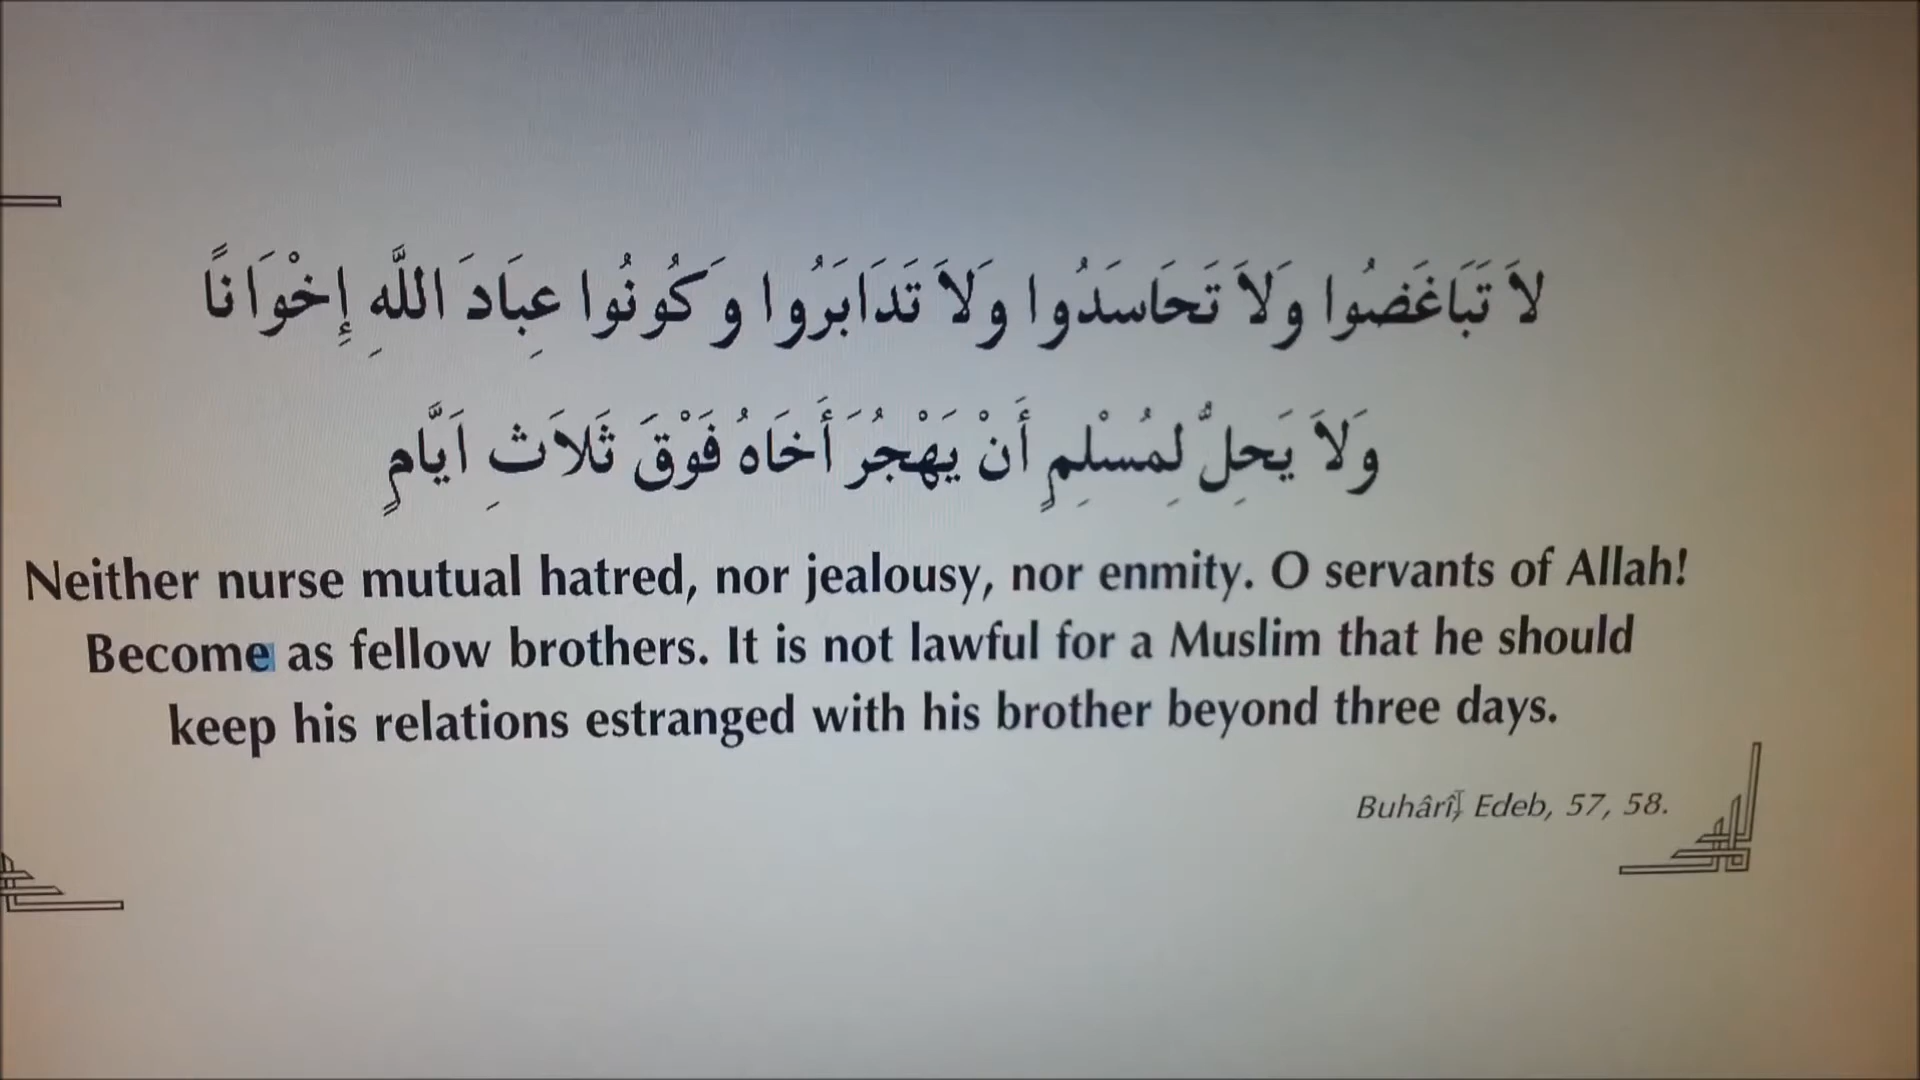 لاَ تَبَاغَضُوا وَلاَ تَحَاسَدُوا وَلاَ تَدَابَرُوا وَكُونُوا عِبَادَ اللَّهِ إِخْوَانًا
وَلاَ يَحِلُّ لِمُسْلِمٍ أَنْ يَهْجُرَ أَخَاهُ فَوْقَ ثَلاَثِ اَيَّامٍ
Neither nurse mutual hatred, nor jealousy, nor enmity. O servants of Allah!
Become as fellow brothers. It is not lawful for a Muslim that he should
keep his relations estranged with his brother beyond three days.
Buhârî, Edeb, 57, 58.